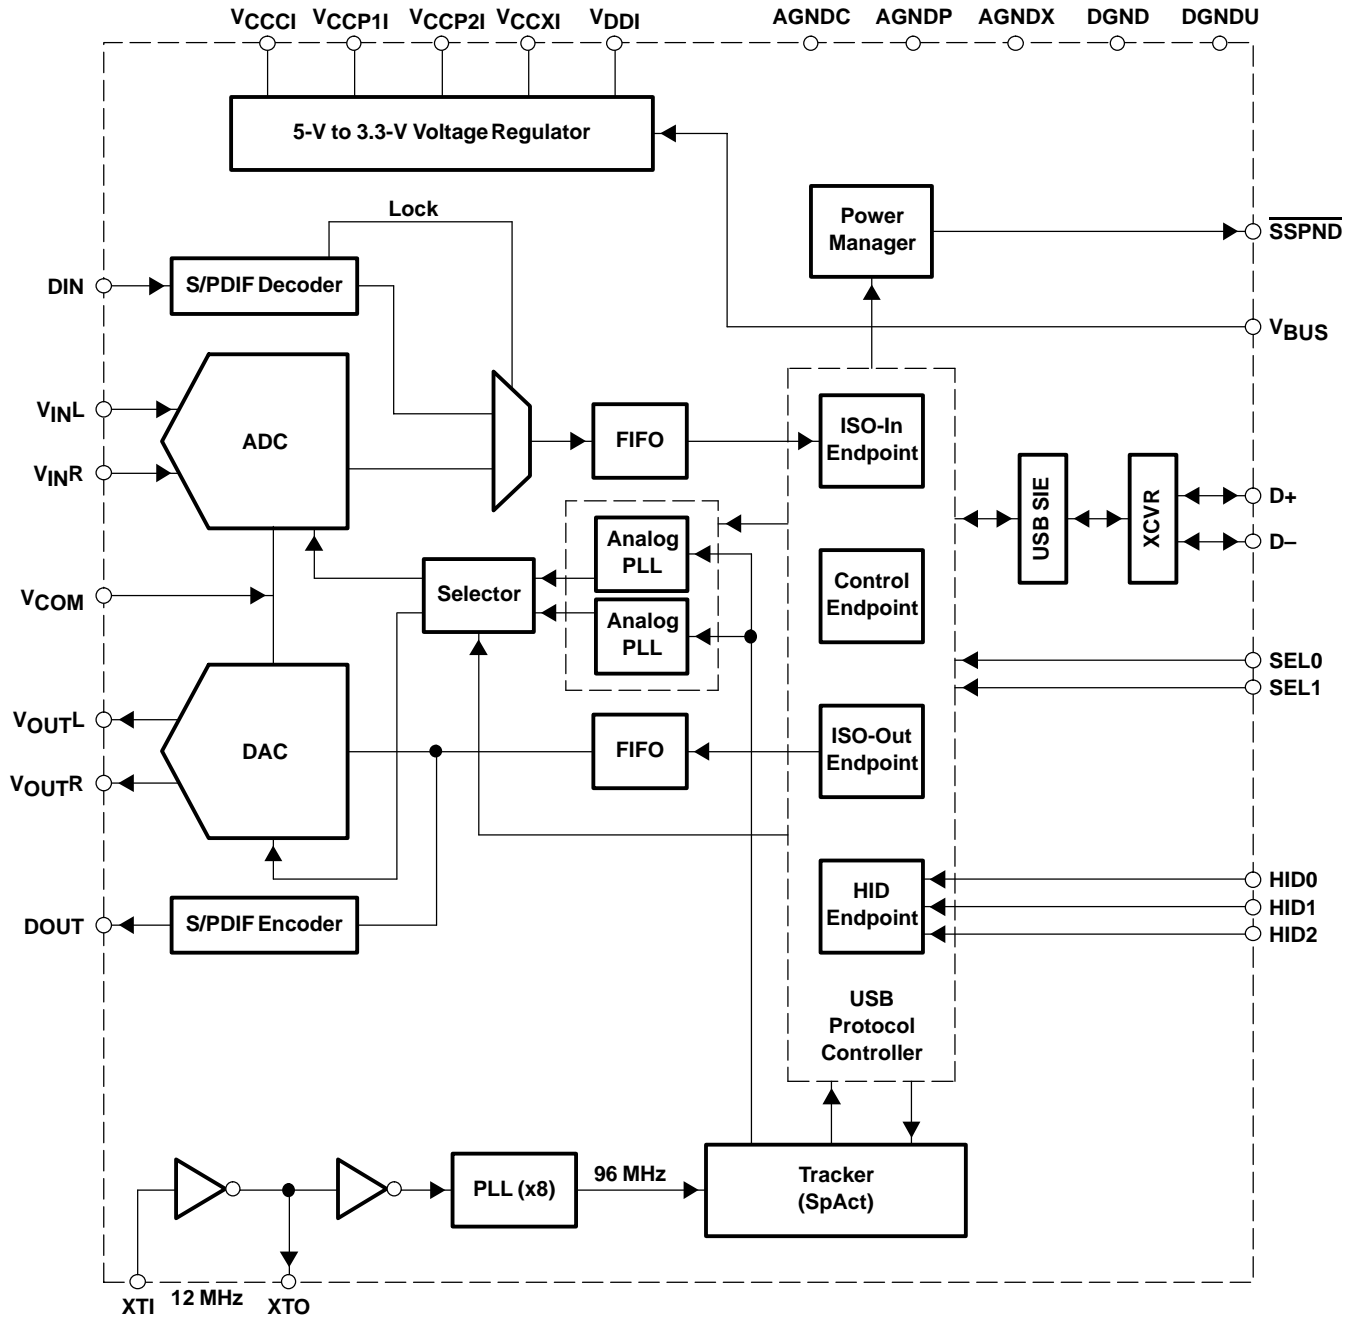 VCCCI VCCP1I VCCP2I VCCXI VDDI AGNDC AGNDP AGNDX DGND DGNDU
5-V to 3.3-V Voltage Regulator
Lock
Power
Manager
SSPND
DIN
S/PDIF Decoder
VBUS
VINL
ADC
FIFO
ISO-In
Endpoint
VINR
USB SIE
XCVR
D+
D–
Analog
PLL
Selector
Control
Endpoint
VCOM
Analog
PLL
SEL0
SEL1
VOUTL
DAC
FIFO
ISO-Out
Endpoint
VOUTR
HID
Endpoint
HID0
HID1
HID2
DOUT
S/PDIF Encoder
USB
Protocol
Controller
PLL (x8)
96 MHz
Tracker
(SpAct)
XTI
12 MHz
XTO